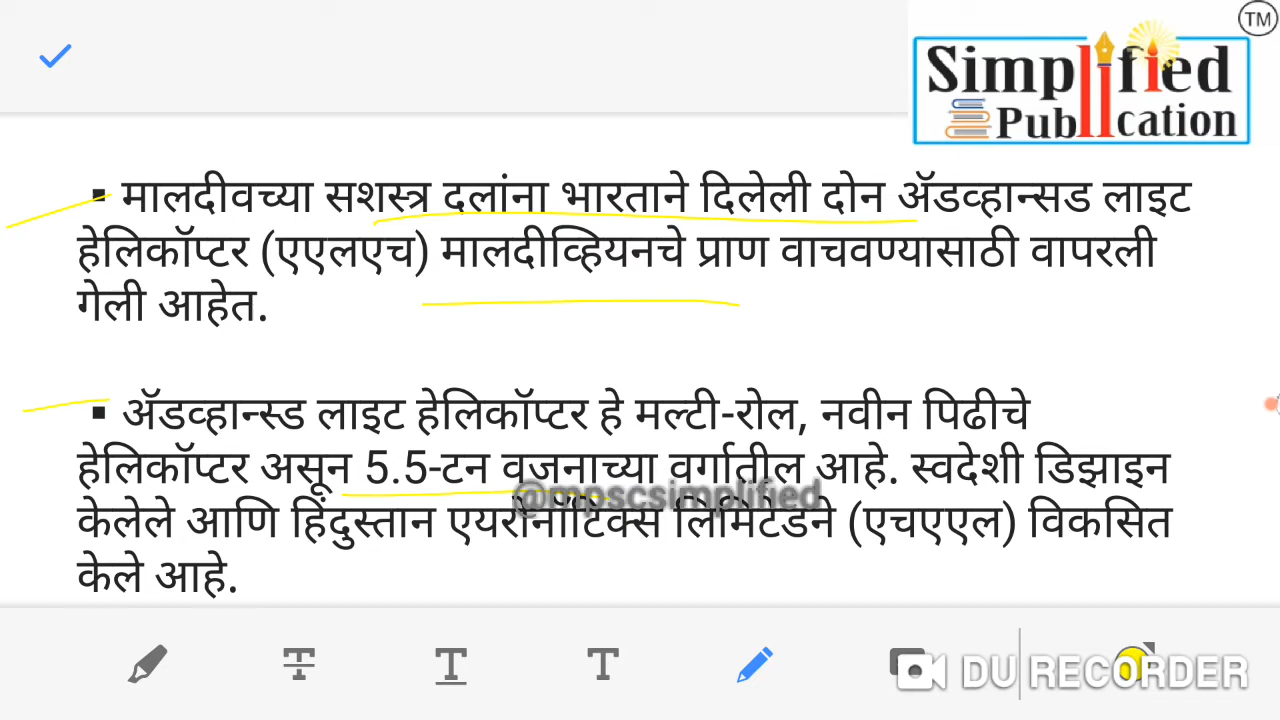 TM
Simplified
Publication
▪ मालदीवच्या सशस्त्र दलांना भारताने दिलेली दोन ॲडव्हान्सड लाइट
हेलिकॉप्टर (एएलएच) मालदीव्हियनचे प्राण वाचवण्यासाठी वापरली
गेली आहेत.
▪ ॲडव्हान्स्ड लाइट हेलिकॉप्टर हे मल्टी-रोल, नवीन पिढीचे
हेलिकॉप्टर असून 5.5-टन वजनाच्या वर्गातील आहे. स्वदेशी डिझाइन
@mpscsimplified
केलेले आणि हिंदुस्तान एयरोनॉटिक्स लिमिटेडने (एचएएल) विकसित
केले आहे.
T T T
DU RECORDER